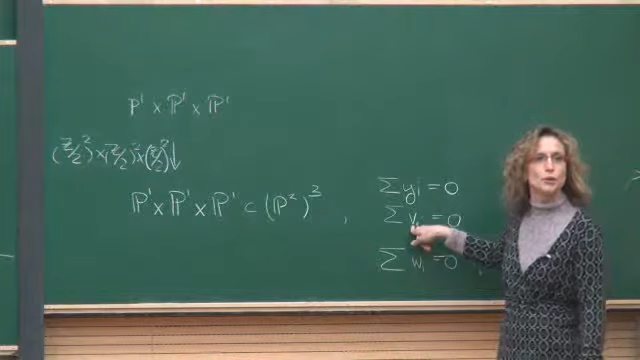 P¹ × P¹ × P¹
(Z/2)² × (Z/2)² × (Z/2)² ↓
P¹ × P¹ × P¹ ⊂ (P²)³ ,
Σ yi = 0
Σ vi = 0
Σ wi = 0